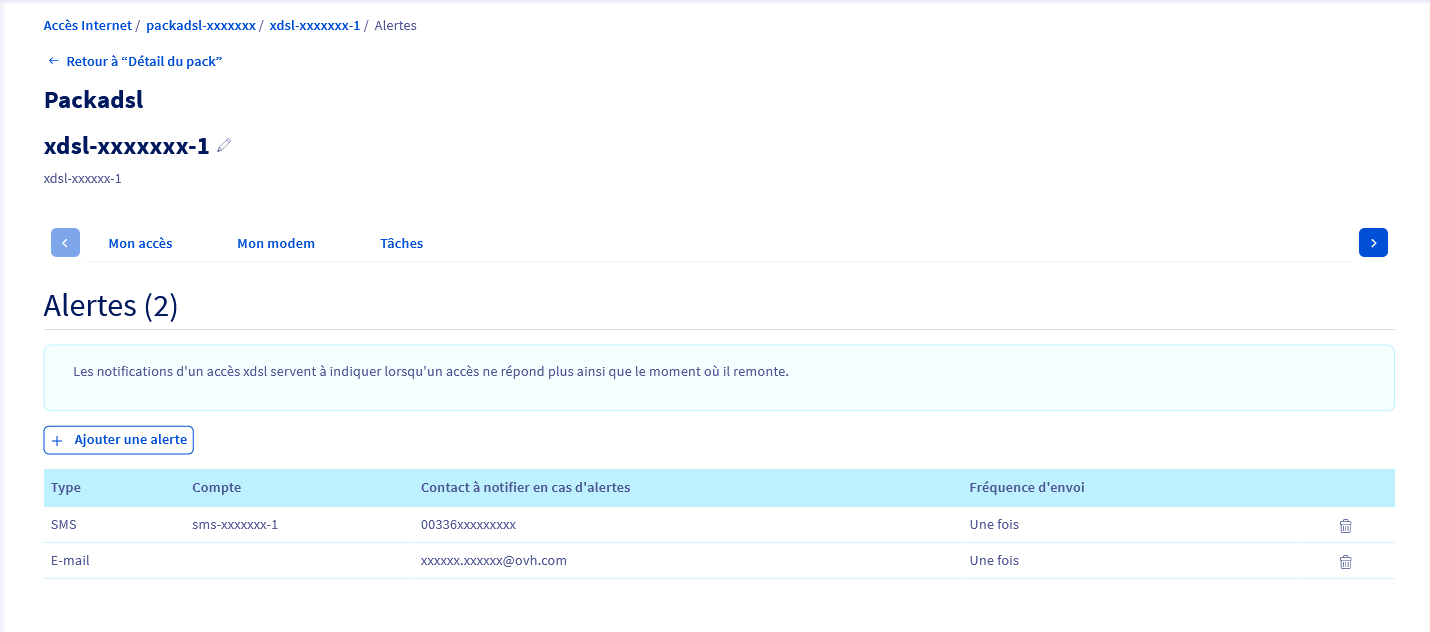 Accès Internet / packadsl-xxxxxxx / xdsl-xxxxxxx-1 / Alertes
← Retour à “Détail du pack”
Packadsl
xdsl-xxxxxxx-1
xdsl-xxxxxx-1
Mon accès Mon modem Tâches
Alertes (2)
Les notifications d'un accès xdsl servent à indiquer lorsqu'un accès ne répond plus ainsi que le moment où il remonte.
+ Ajouter une alerte
Type Compte Contact à notifier en cas d'alertes Fréquence d'envoi
SMS sms-xxxxxxx-1 00336xxxxxxxxx Une fois
E-mail xxxxxx.xxxxxx@ovh.com Une fois